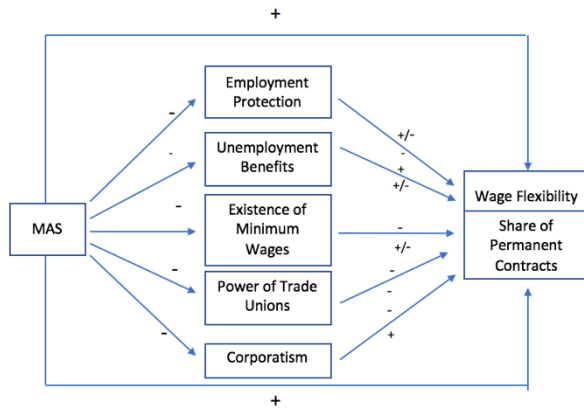 +
Employment
Protection
-
+/-
-
Unemployment
Benefits
-
+
+/-
Wage Flexibility
MAS
-
Existence of
Minimum
Wages
-
+/-
Share of
Permanent
Contracts
-
Power of Trade
Unions
-
-
-
+
-
Corporatism
+